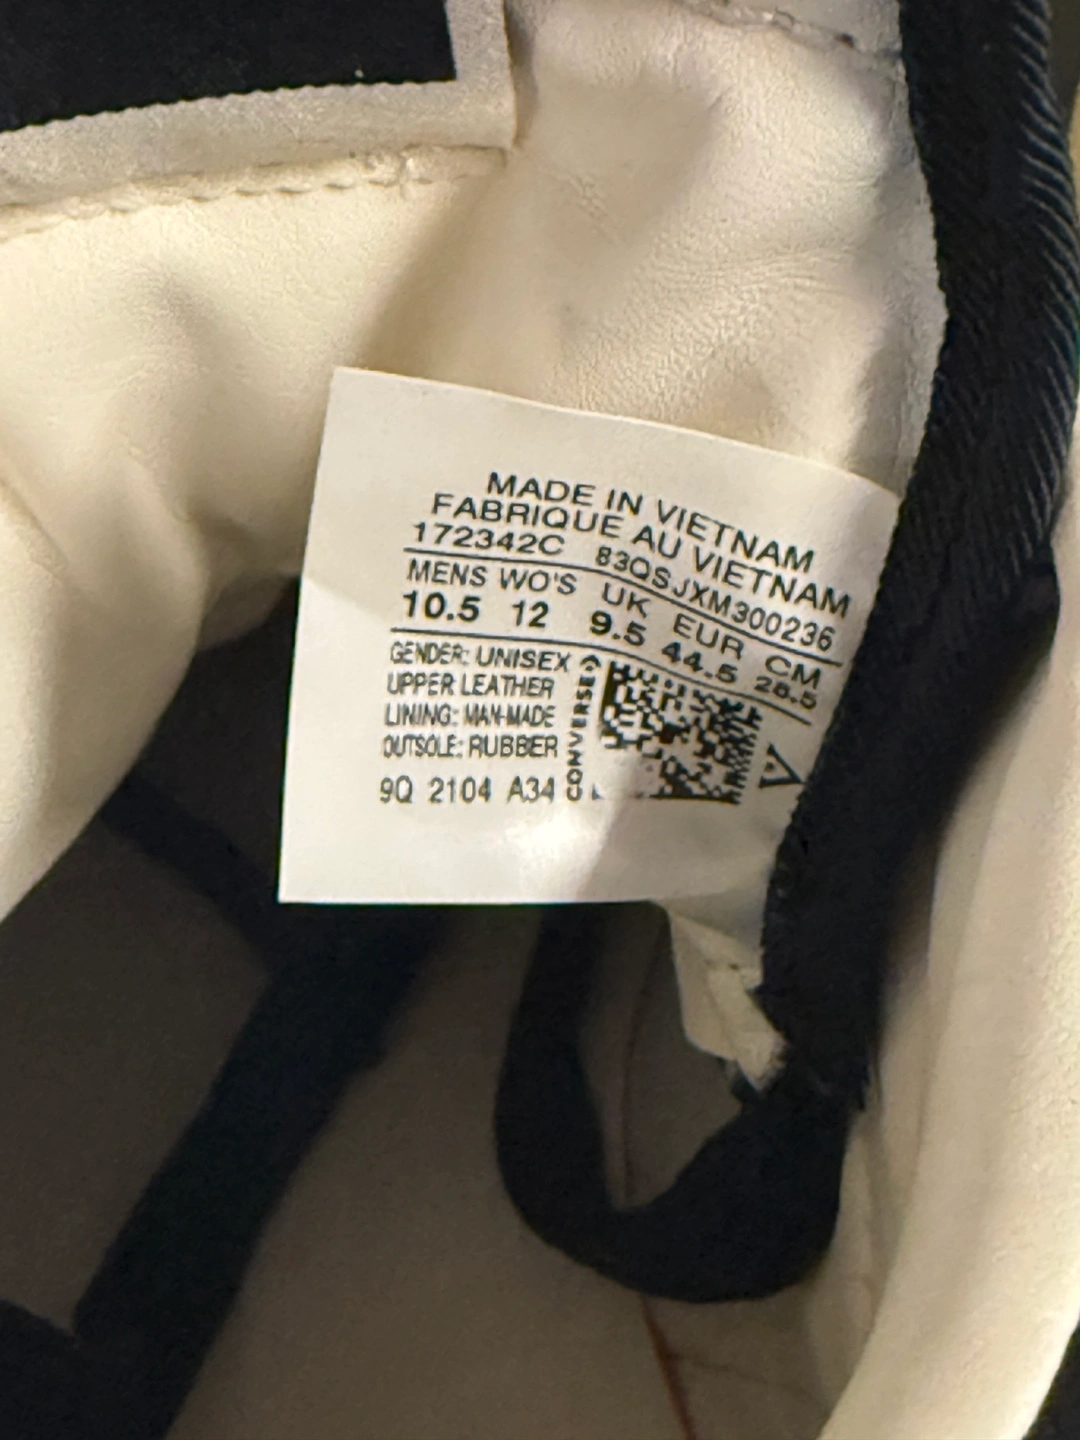 MADE IN VIETNAM
FABRIQUE AU VIETNAM
172342C 83QSJXM300236
MENS WO'S UK EUR CM
10.5 12 9.5 44.5 28.5
GENDER: UNISEX
UPPER LEATHER
LINING: MAN-MADE
OUTSOLE: RUBBER
9Q 2104 A34
CONVERSE